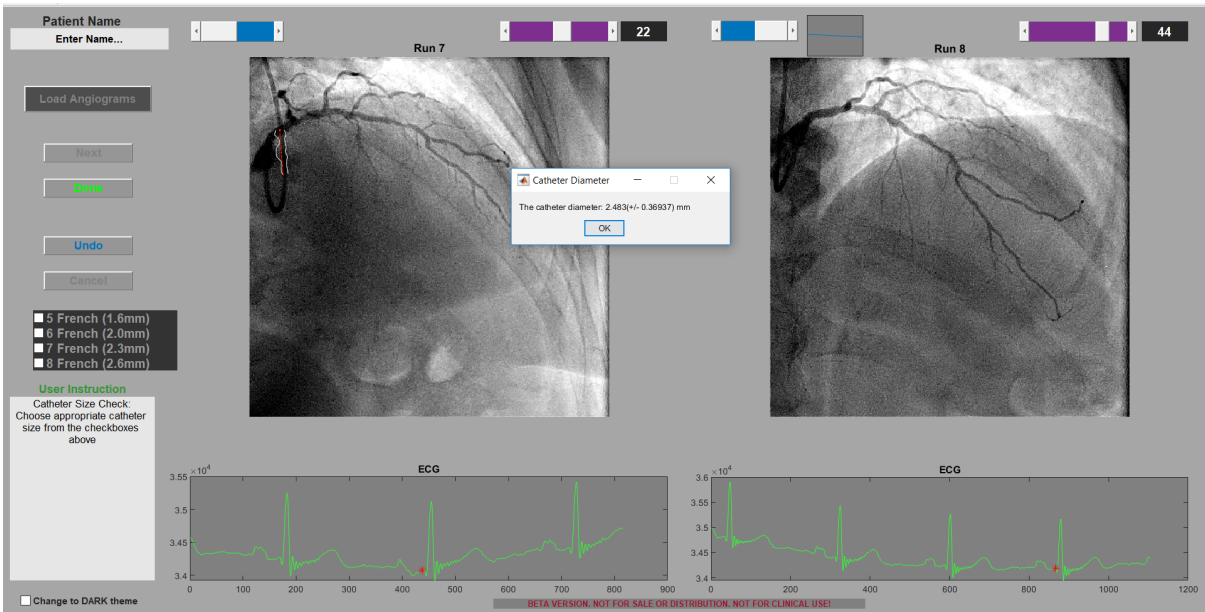 Patient Name
Enter Name...
22
44
Run 7
Run 8
Load Angiograms
Next
Done
Undo
Cancel
Catheter Diameter
The catheter diameter: 2.483(+/- 0.36937) mm
OK
5 French (1.6mm)
6 French (2.0mm)
7 French (2.3mm)
8 French (2.6mm)
User Instruction
Catheter Size Check:
Choose appropriate catheter
size from the checkboxes
above
ECG
×10⁴
3.55
3.5
3.45
3.4
0 100 200 300 400 500 600 700 800 900
ECG
×10⁴
3.6
3.55
3.5
3.45
3.4
0 200 400 600 800 1000 1200
Change to DARK theme
BETA VERSION. NOT FOR SALE OR DISTRIBUTION. NOT FOR CLINICAL USE!